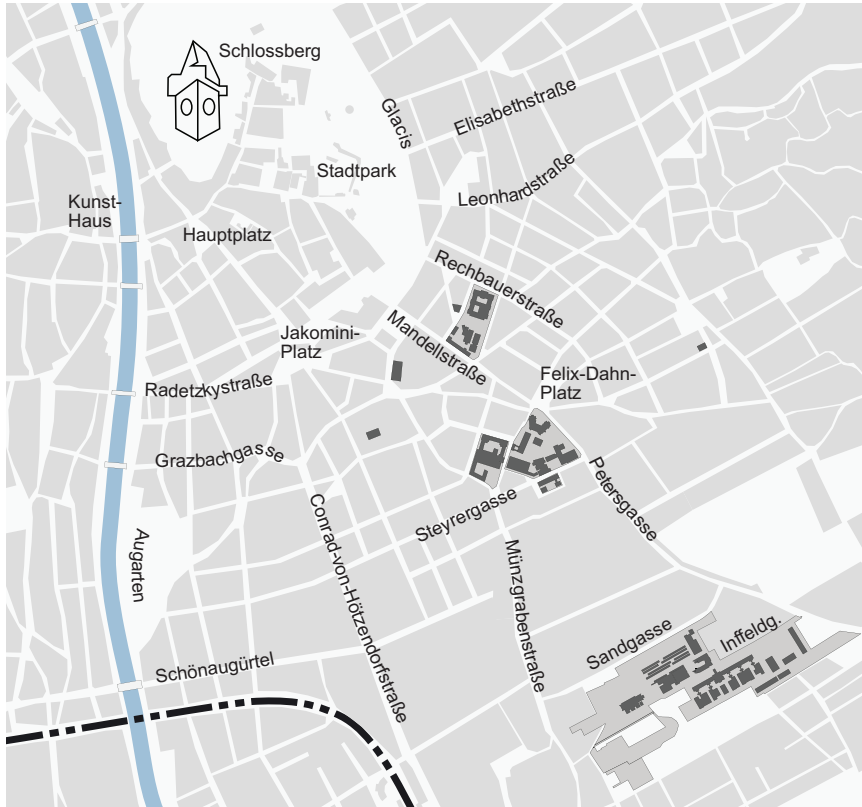 Schlossberg
Glacis
Elisabethstraße
Stadtpark
Leonhardstraße
Kunst-
Haus
Hauptplatz
Rechbauerstraße
Jakomini-
Platz
Mandellstraße
Felix-Dahn-
Platz
Radetzkystraße
Grazbachgasse
Petersgasse
Steyrergasse
Conrad-von-Hötzendorfstraße
Augarten
Münzgrabenstraße
Sandgasse
Inffeldg.
Schönaugürtel